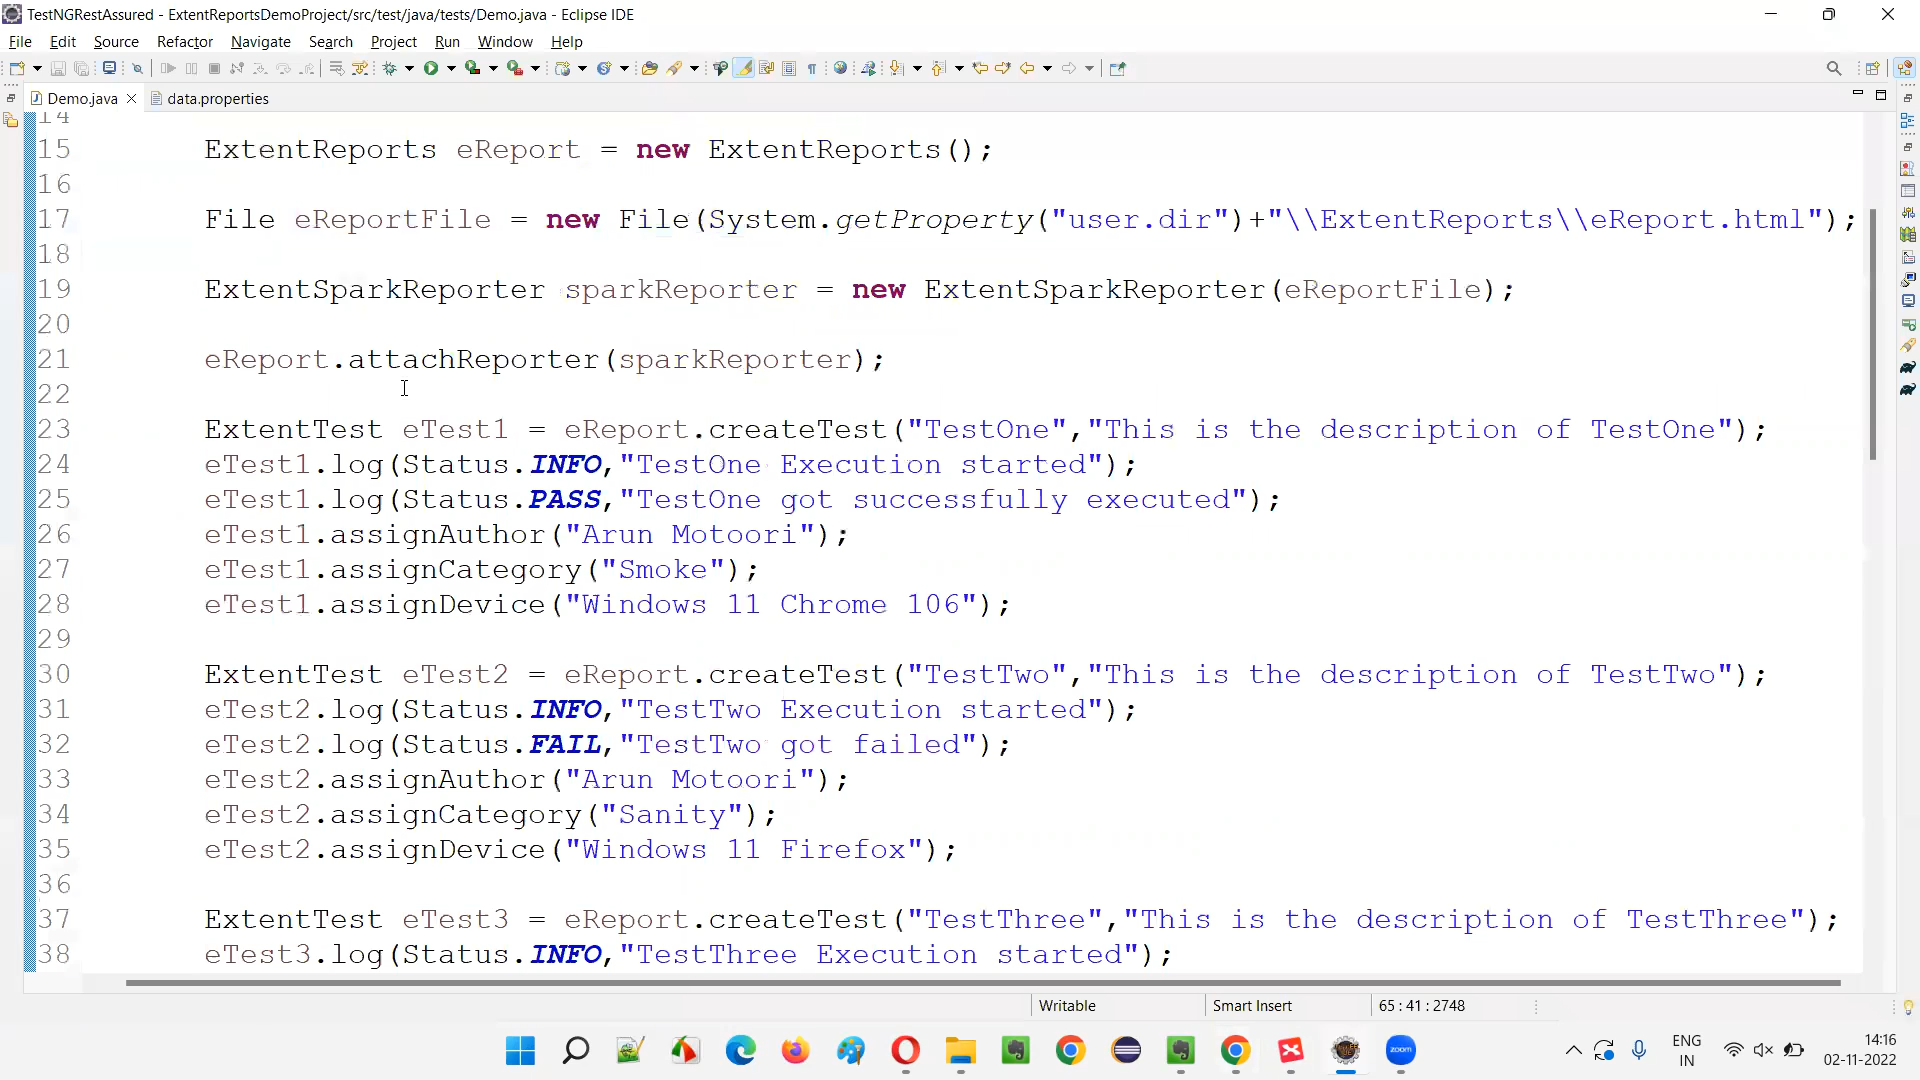 TestNGRestAssured - ExtentReportsDemoProject/src/test/java/tests/Demo.java - Eclipse IDE
File Edit Source Refactor Navigate Search Project Run Window Help
Demo.java data.properties
14
15 ExtentReports eReport = new ExtentReports();
16
17 File eReportFile = new File(System.getProperty("user.dir")+"\\ExtentReports\\eReport.html");
18
19 ExtentSparkReporter sparkReporter = new ExtentSparkReporter(eReportFile);
20
21 eReport.attachReporter(sparkReporter);
22
23 ExtentTest eTest1 = eReport.createTest("TestOne","This is the description of TestOne");
24 eTest1.log(Status.INFO,"TestOne Execution started");
25 eTest1.log(Status.PASS,"TestOne got successfully executed");
26 eTest1.assignAuthor("Arun Motoori");
27 eTest1.assignCategory("Smoke");
28 eTest1.assignDevice("Windows 11 Chrome 106");
29
30 ExtentTest eTest2 = eReport.createTest("TestTwo","This is the description of TestTwo");
31 eTest2.log(Status.INFO,"TestTwo Execution started");
32 eTest2.log(Status.FAIL,"TestTwo got failed");
33 eTest2.assignAuthor("Arun Motoori");
34 eTest2.assignCategory("Sanity");
35 eTest2.assignDevice("Windows 11 Firefox");
36
37 ExtentTest eTest3 = eReport.createTest("TestThree","This is the description of TestThree");
38 eTest3.log(Status.INFO,"TestThree Execution started");
Writable Smart Insert 65 : 41 : 2748
zoom
ENG
IN
14:16
02-11-2022